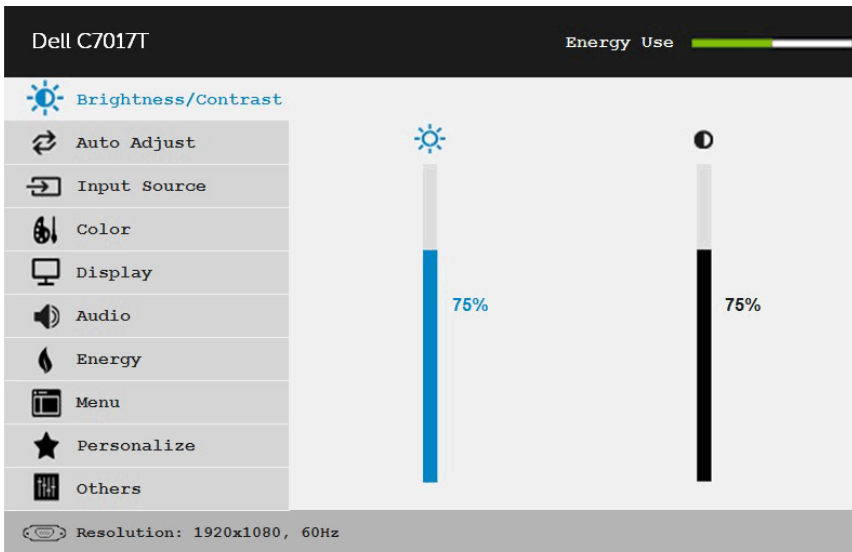 Dell C7017T
Energy Use
Brightness/Contrast
Auto Adjust
Input Source
Color
Display
Audio
Energy
Menu
Personalize
Others
75%
75%
Resolution: 1920x1080, 60Hz